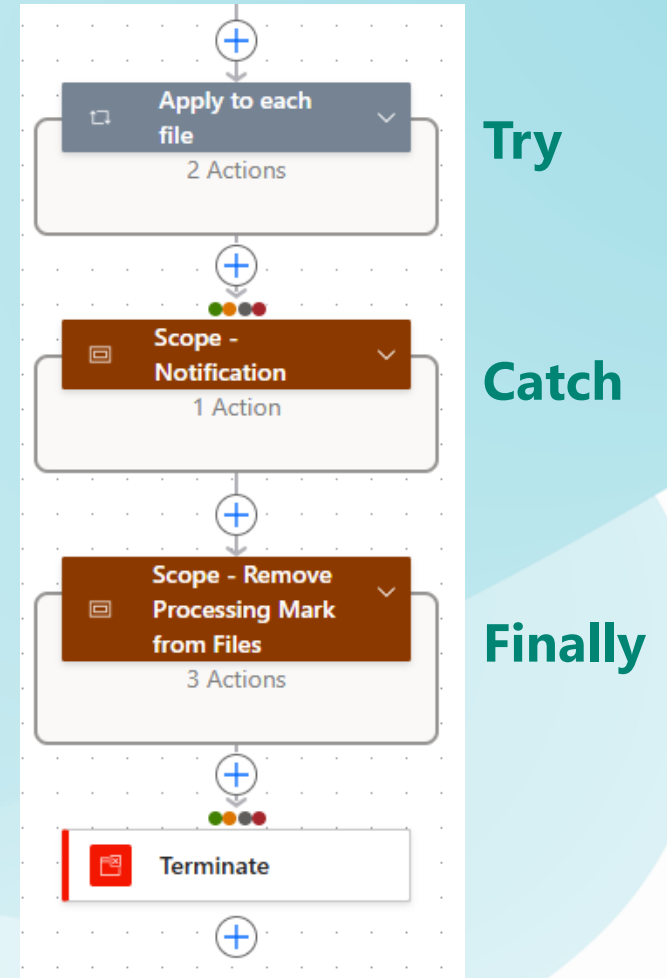 Apply to each
file
2 Actions
Try
Scope -
Notification
1 Action
Catch
Scope - Remove
Processing Mark
from Files
3 Actions
Finally
Terminate